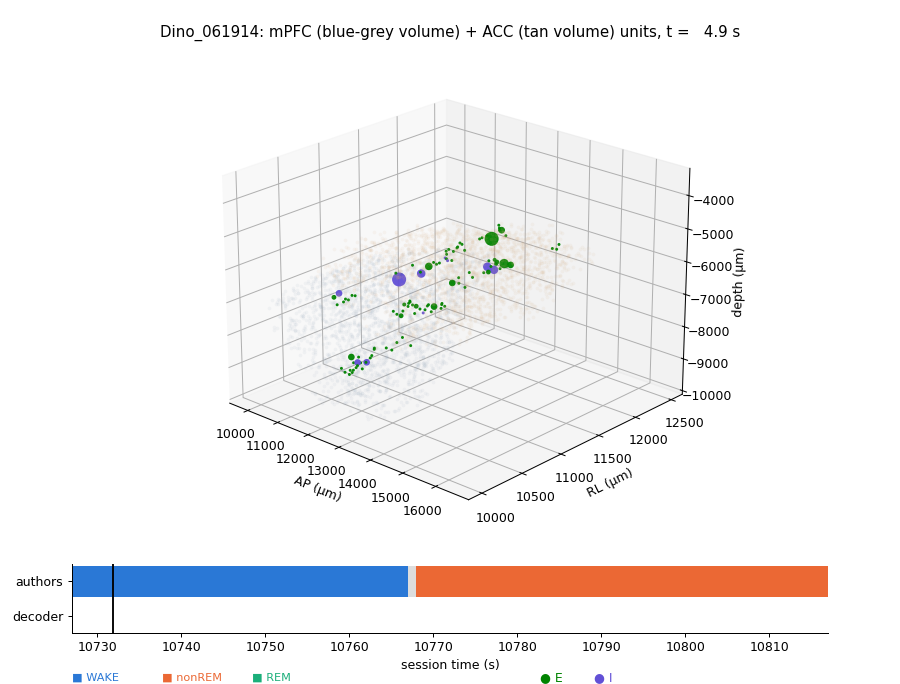 Dino_061914: mPFC (blue-grey volume) + ACC (tan volume) units, t =   4.9 s
−4000
−5000
−6000
−7000
−8000
−9000
−10000
depth (μm)
10000
11000
12000
13000
14000
15000
16000
AP (μm)
10000
10500
11000
11500
12000
12500
RL (μm)
authors
decoder
10730 10740 10750 10760 10770 10780 10790 10800 10810
session time (s)
WAKE nonREM REM E I